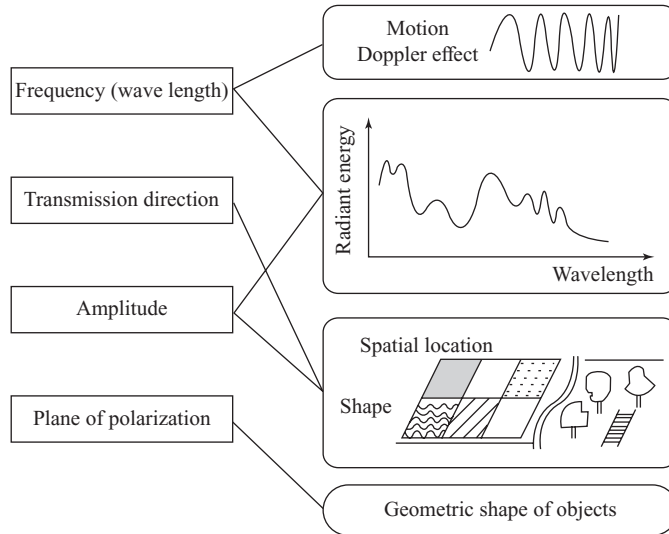 Frequency (wave length)
Transmission direction
Amplitude
Plane of polarization
Motion
Doppler effect
Radiant energy
Wavelength
Spatial location
Shape
Geometric shape of objects